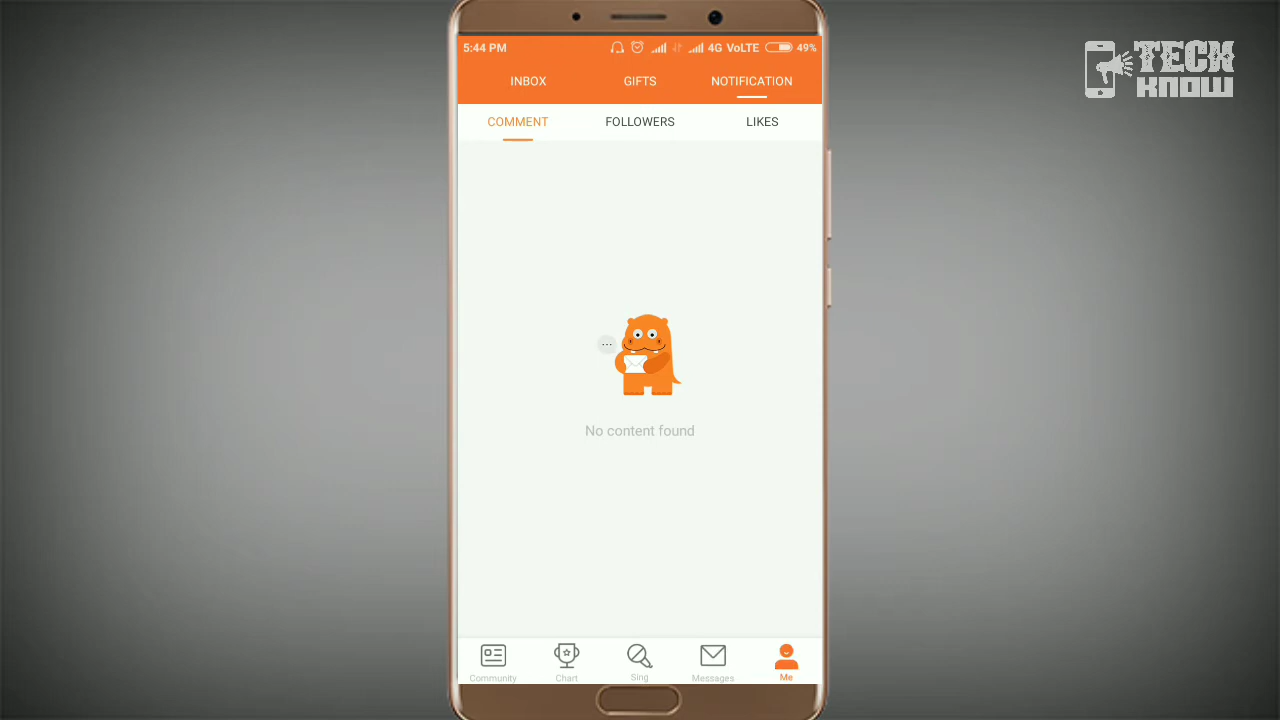 5:44 PM 4G VoLTE 49%
TECH KNOW
INBOX GIFTS NOTIFICATION
COMMENT FOLLOWERS LIKES
No content found
Community Chart Sing Messages Me